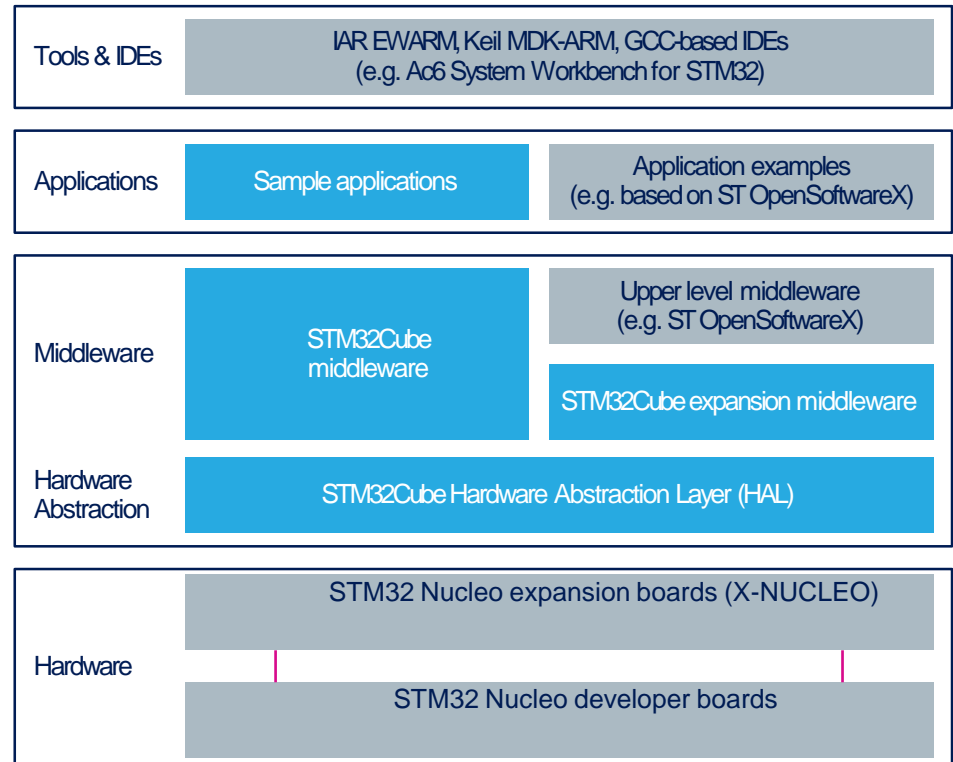 Tools & IDEs
IAR EWARM, Keil MDK-ARM, GCC-based IDEs
(e.g. Ac6 System Workbench for STM32)
Applications
Sample applications
Application examples
(e.g. based on ST OpenSoftwareX)
Middleware
STM32Cube
middleware
Upper level middleware
(e.g. ST OpenSoftwareX)
STM32Cube expansion middleware
Hardware
Abstraction
STM32Cube Hardware Abstraction Layer (HAL)
Hardware
STM32 Nucleo expansion boards (X-NUCLEO)
STM32 Nucleo developer boards